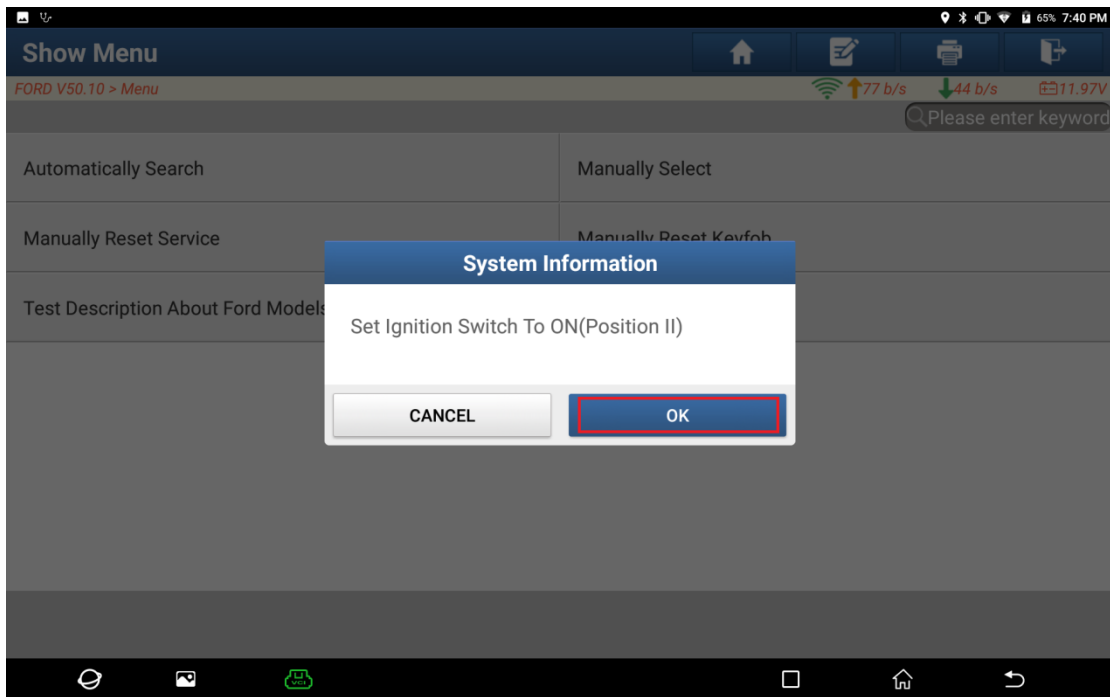 65% 7:40 PM
Show Menu
FORD V50.10 > Menu
77 b/s
44 b/s
11.97V
Please enter keyword
Automatically Search
Manually Select
Manually Reset Service
Manually Reset Keyfob
Test Description About Ford Models
System Information
Set Ignition Switch To ON(Position II)
CANCEL
OK
VCI